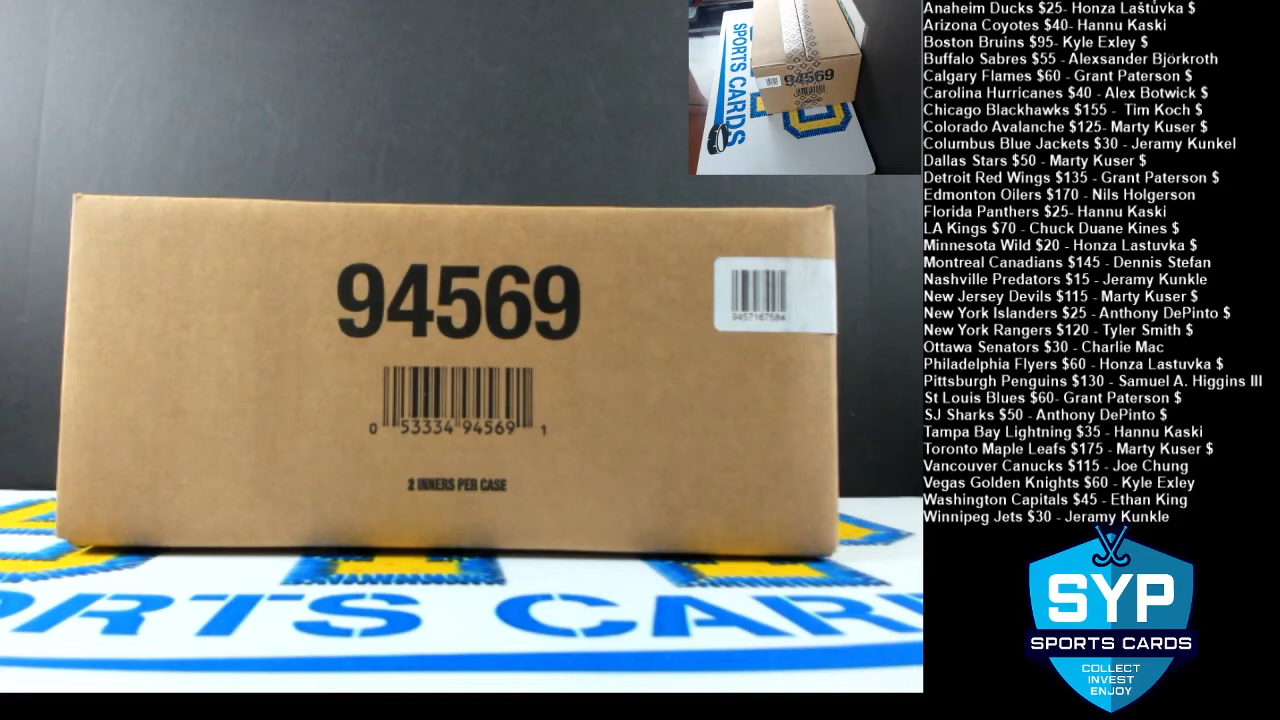 SPORTS CARDS
94569
94569
9457167584
0 53334 94569 1
2 INNERS PER CASE
SPORTS CARDS
Anaheim Ducks $25- Honza Laštůvka $
Arizona Coyotes $40- Hannu Kaski
Boston Bruins $95- Kyle Exley $
Buffalo Sabres $55 - Alexsander Björkroth
Calgary Flames $60 - Grant Paterson $
Carolina Hurricanes $40 - Alex Botwick $
Chicago Blackhawks $155 - Tim Koch $
Colorado Avalanche $125- Marty Kuser $
Columbus Blue Jackets $30 - Jeramy Kunkel
Dallas Stars $50 - Marty Kuser $
Detroit Red Wings $135 - Grant Paterson $
Edmonton Oilers $170 - Nils Holgerson
Florida Panthers $25- Hannu Kaski
LA Kings $70 - Chuck Duane Kines $
Minnesota Wild $20 - Honza Lastuvka $
Montreal Canadians $145 - Dennis Stefan
Nashville Predators $15 - Jeramy Kunkle
New Jersey Devils $115 - Marty Kuser $
New York Islanders $25 - Anthony DePinto $
New York Rangers $120 - Tyler Smith $
Ottawa Senators $30 - Charlie Mac
Philadelphia Flyers $60 - Honza Lastuvka $
Pittsburgh Penguins $130 - Samuel A. Higgins III
St Louis Blues $60- Grant Paterson $
SJ Sharks $50 - Anthony DePinto $
Tampa Bay Lightning $35 - Hannu Kaski
Toronto Maple Leafs $175 - Marty Kuser $
Vancouver Canucks $115 - Joe Chung
Vegas Golden Knights $60 - Kyle Exley
Washington Capitals $45 - Ethan King
Winnipeg Jets $30 - Jeramy Kunkle
SYP
SPORTS CARDS
COLLECT
INVEST
ENJOY